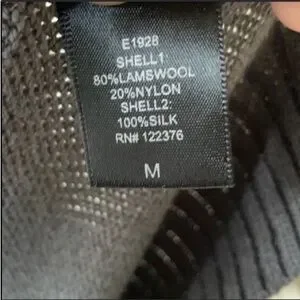 E1928
SHELL1:
80%LAMSWOOL
20%NYLON
SHELL2:
100%SILK
RN# 122376
M